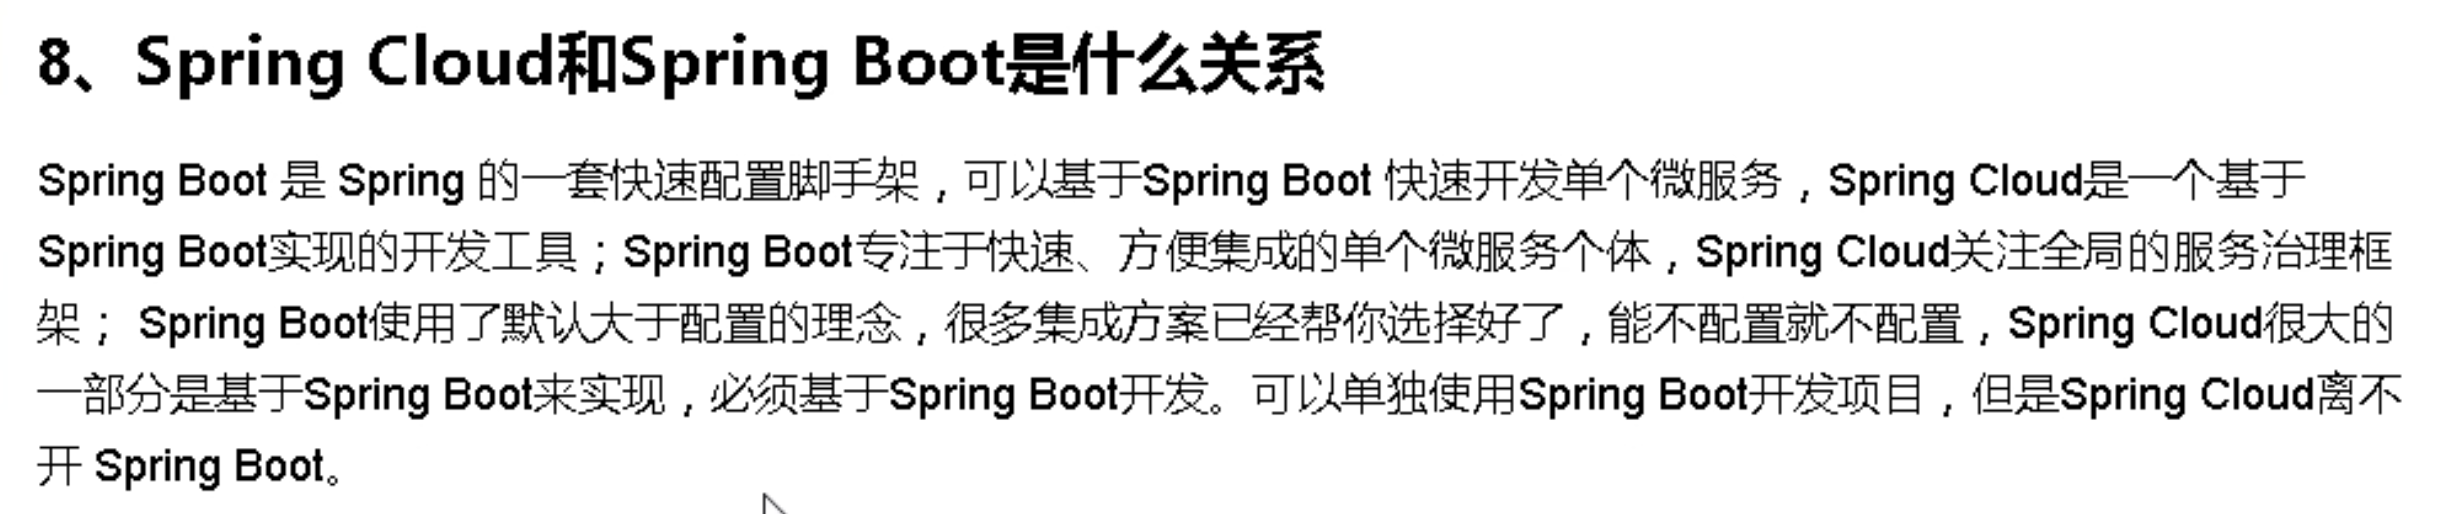 8、Spring Cloud和Spring Boot是什么关系
Spring Boot 是 Spring 的一套快速配置脚手架，可以基于Spring Boot 快速开发单个微服务，Spring Cloud是一个基于
Spring Boot实现的开发工具；Spring Boot专注于快速、方便集成的单个微服务个体，Spring Cloud关注全局的服务治理框
架； Spring Boot使用了默认大于配置的理念，很多集成方案已经帮你选择好了，能不配置就不配置，Spring Cloud很大的
一部分是基于Spring Boot来实现，必须基于Spring Boot开发。可以单独使用Spring Boot开发项目，但是Spring Cloud离不
开 Spring Boot。